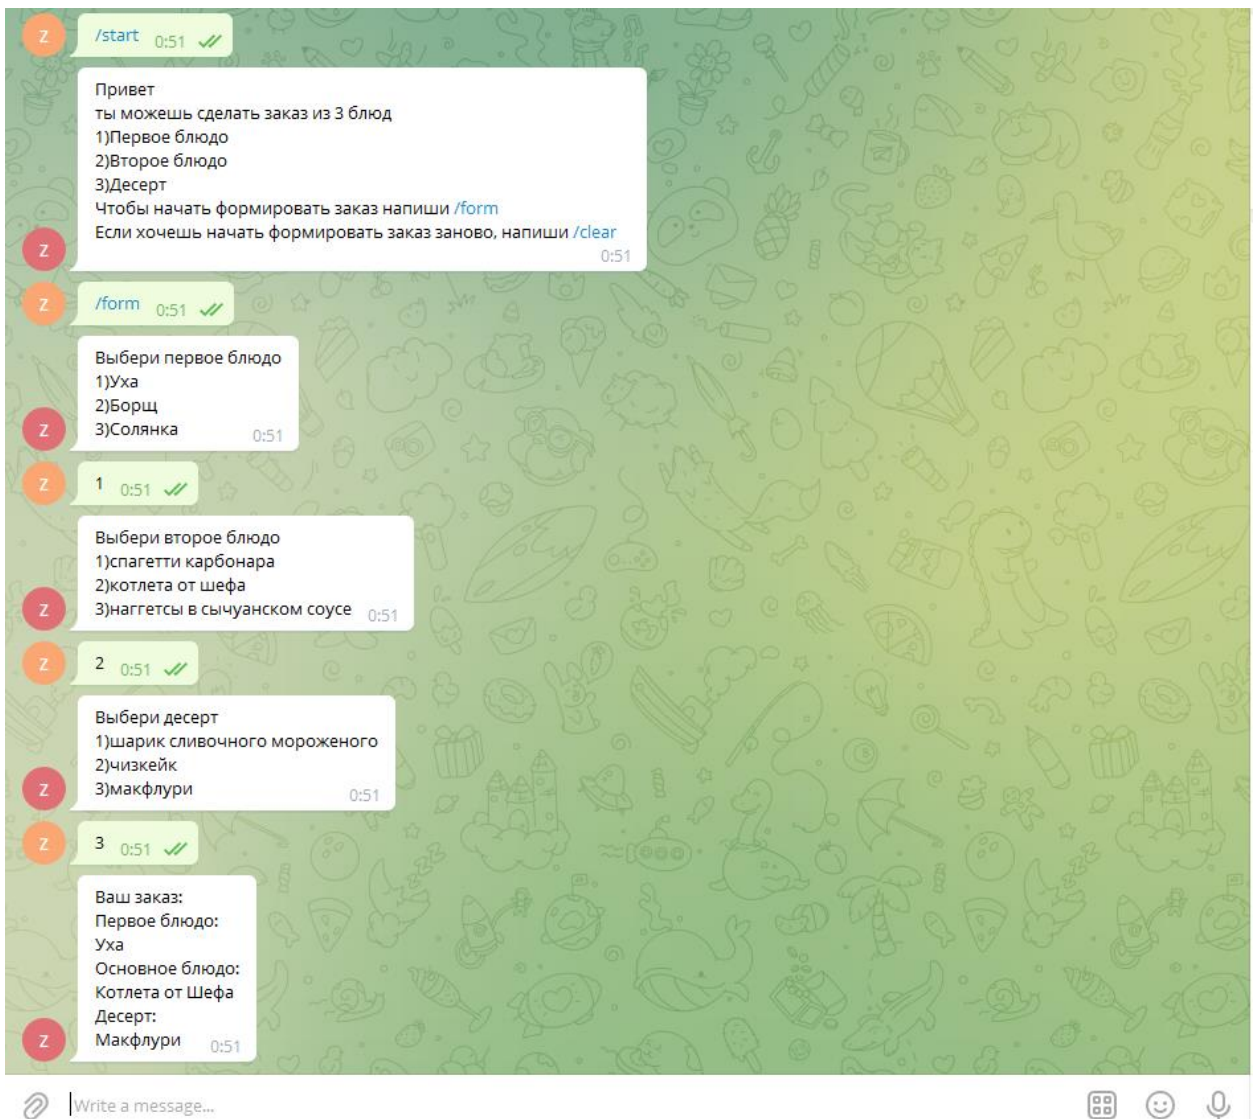 Z
/start 0:51
Привет
ты можешь сделать заказ из 3 блюд
1)Первое блюдо
2)Второе блюдо
3)Десерт
Чтобы начать формировать заказ напиши /form
Если хочешь начать формировать заказ заново, напиши /clear
0:51
Z
Z
/form 0:51
Выбери первое блюдо
1)Уха
2)Борщ
3)Солянка 0:51
Z
Z
1 0:51
Выбери второе блюдо
1)спагетти карбонара
2)котлета от шефа
3)наггетсы в сычуанском соусе 0:51
Z
Z
2 0:51
Выбери десерт
1)шарик сливочного мороженого
2)чизкейк
3)макфлури 0:51
Z
Z
3 0:51
Ваш заказ:
Первое блюдо:
Уха
Основное блюдо:
Котлета от Шефа
Десерт:
Макфлури 0:51
Z
Write a message...